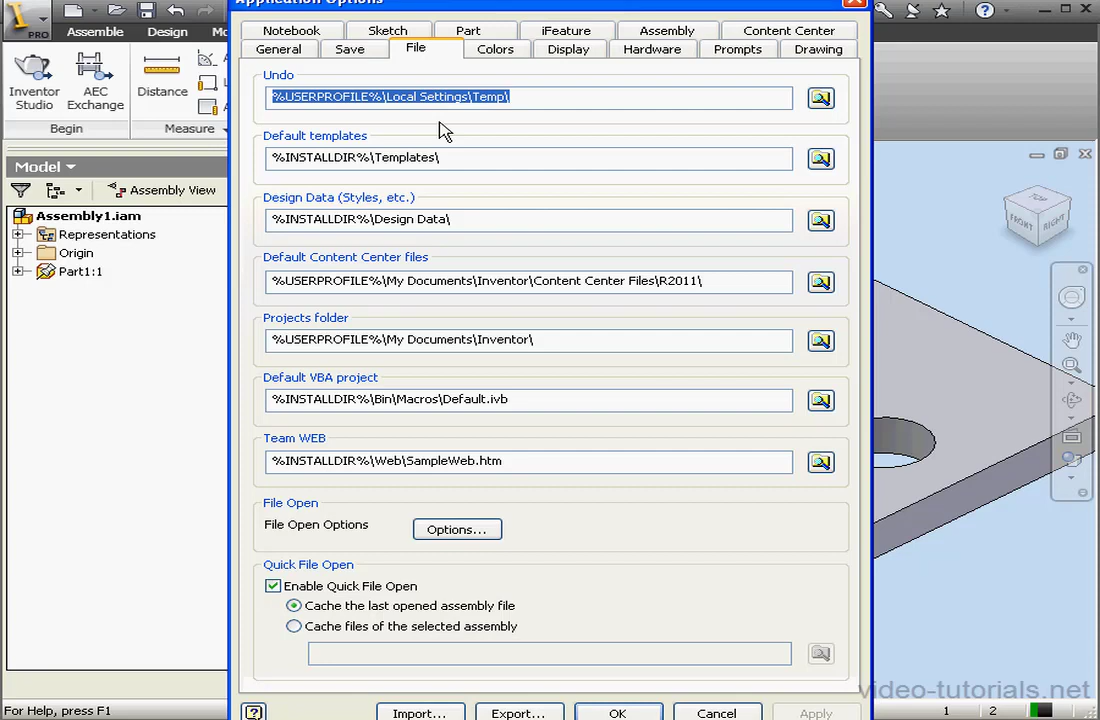 Application Options
PRO
Assemble
Design
Mo
Inventor
Studio
AEC
Exchange
Distance
Begin
Measure
Model
Assembly View
Assembly1.iam
Representations
Origin
Part1:1
Notebook
Sketch
Part
iFeature
Assembly
Content Center
General
Save
File
Colors
Display
Hardware
Prompts
Drawing
Undo
%USERPROFILE%\Local Settings\Temp\
Default templates
%INSTALLDIR%\Templates\
Design Data (Styles, etc.)
%INSTALLDIR%\Design Data\
Default Content Center files
%USERPROFILE%\My Documents\Inventor\Content Center Files\R2011\
Projects folder
%USERPROFILE%\My Documents\Inventor\
Default VBA project
%INSTALLDIR%\Bin\Macros\Default.ivb
Team WEB
%INSTALLDIR%\Web\SampleWeb.htm
File Open
File Open Options
Options...
Quick File Open
Enable Quick File Open
Cache the last opened assembly file
Cache files of the selected assembly
Import...
Export...
OK
Cancel
Apply
TOP
FRONT
RIGHT
video-tutorials.net
For Help, press F1
1
2